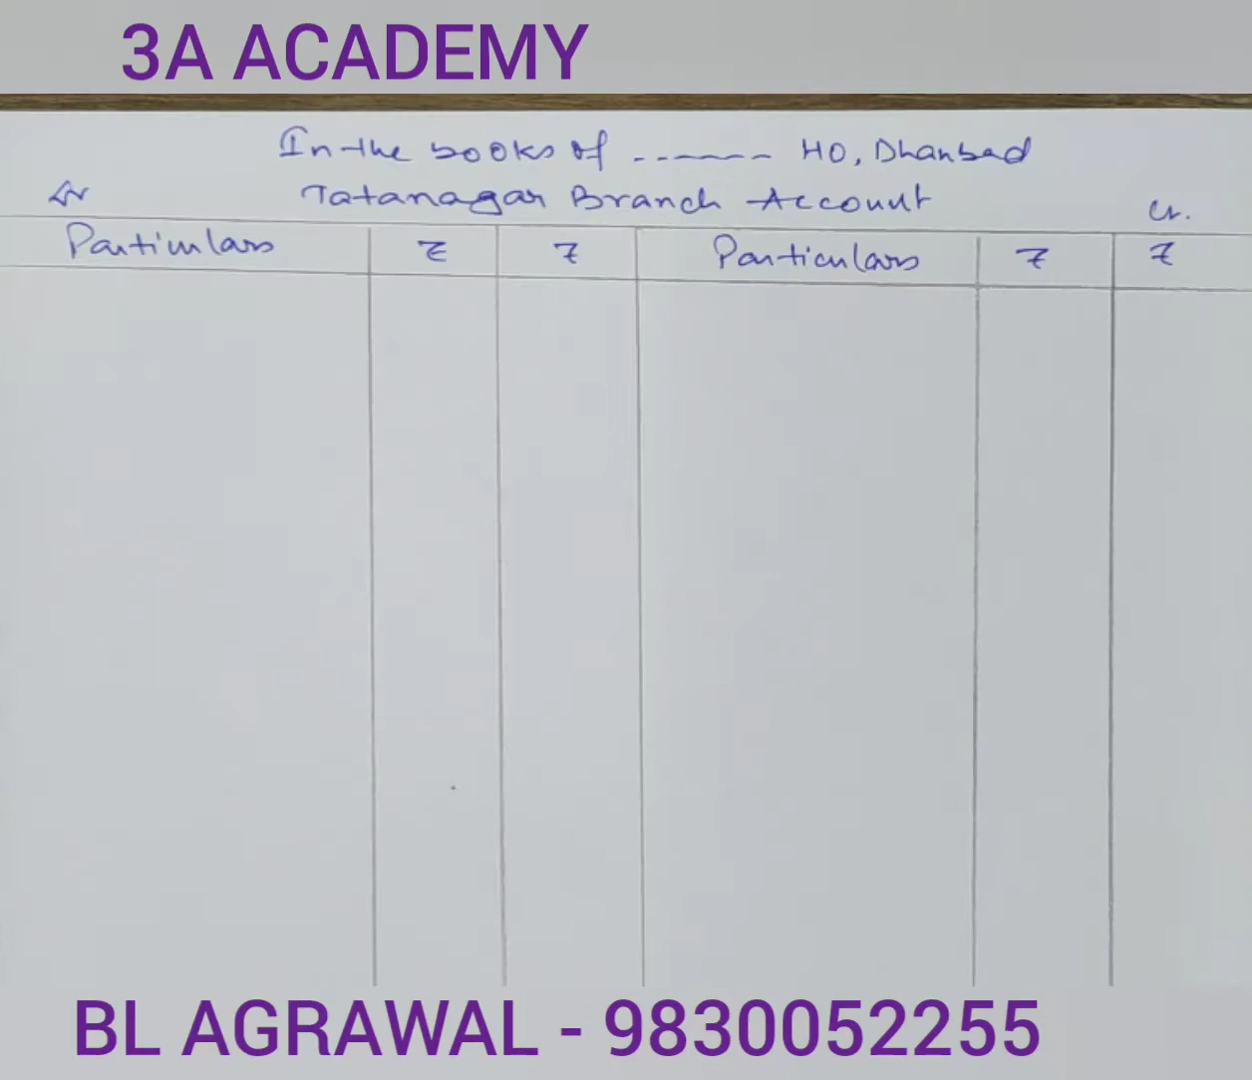 3A ACADEMY
In the books of ------- HO, Dhanbad
Dr Tatanagar Branch Account Cr.
Particulars ₹ ₹ Particulars ₹ ₹
BL AGRAWAL - 9830052255